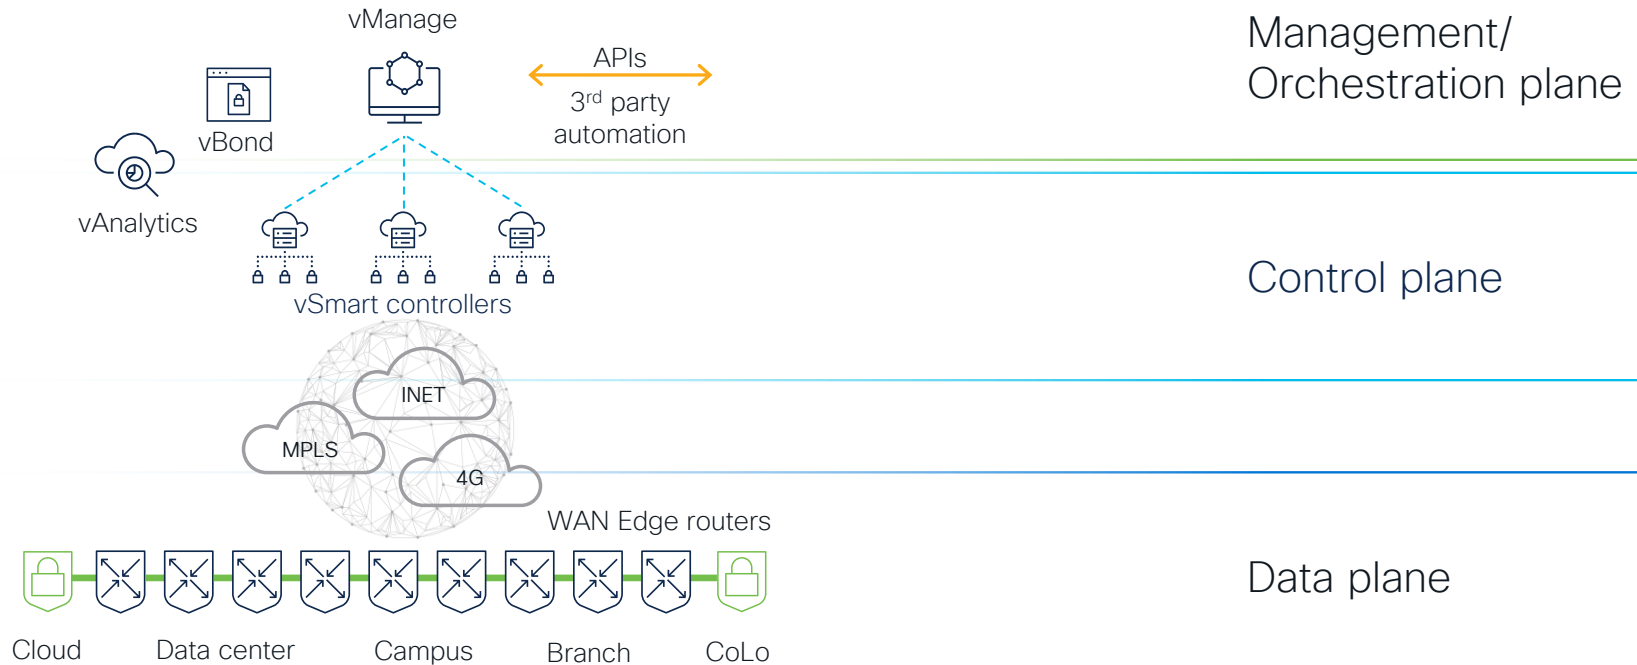 vManage
Management/
Orchestration plane
APIs
3rd party
automation
vBond
vAnalytics
Control plane
vSmart controllers
INET
MPLS
4G
WAN Edge routers
Data plane
Cloud
Data center
Campus
Branch
CoLo